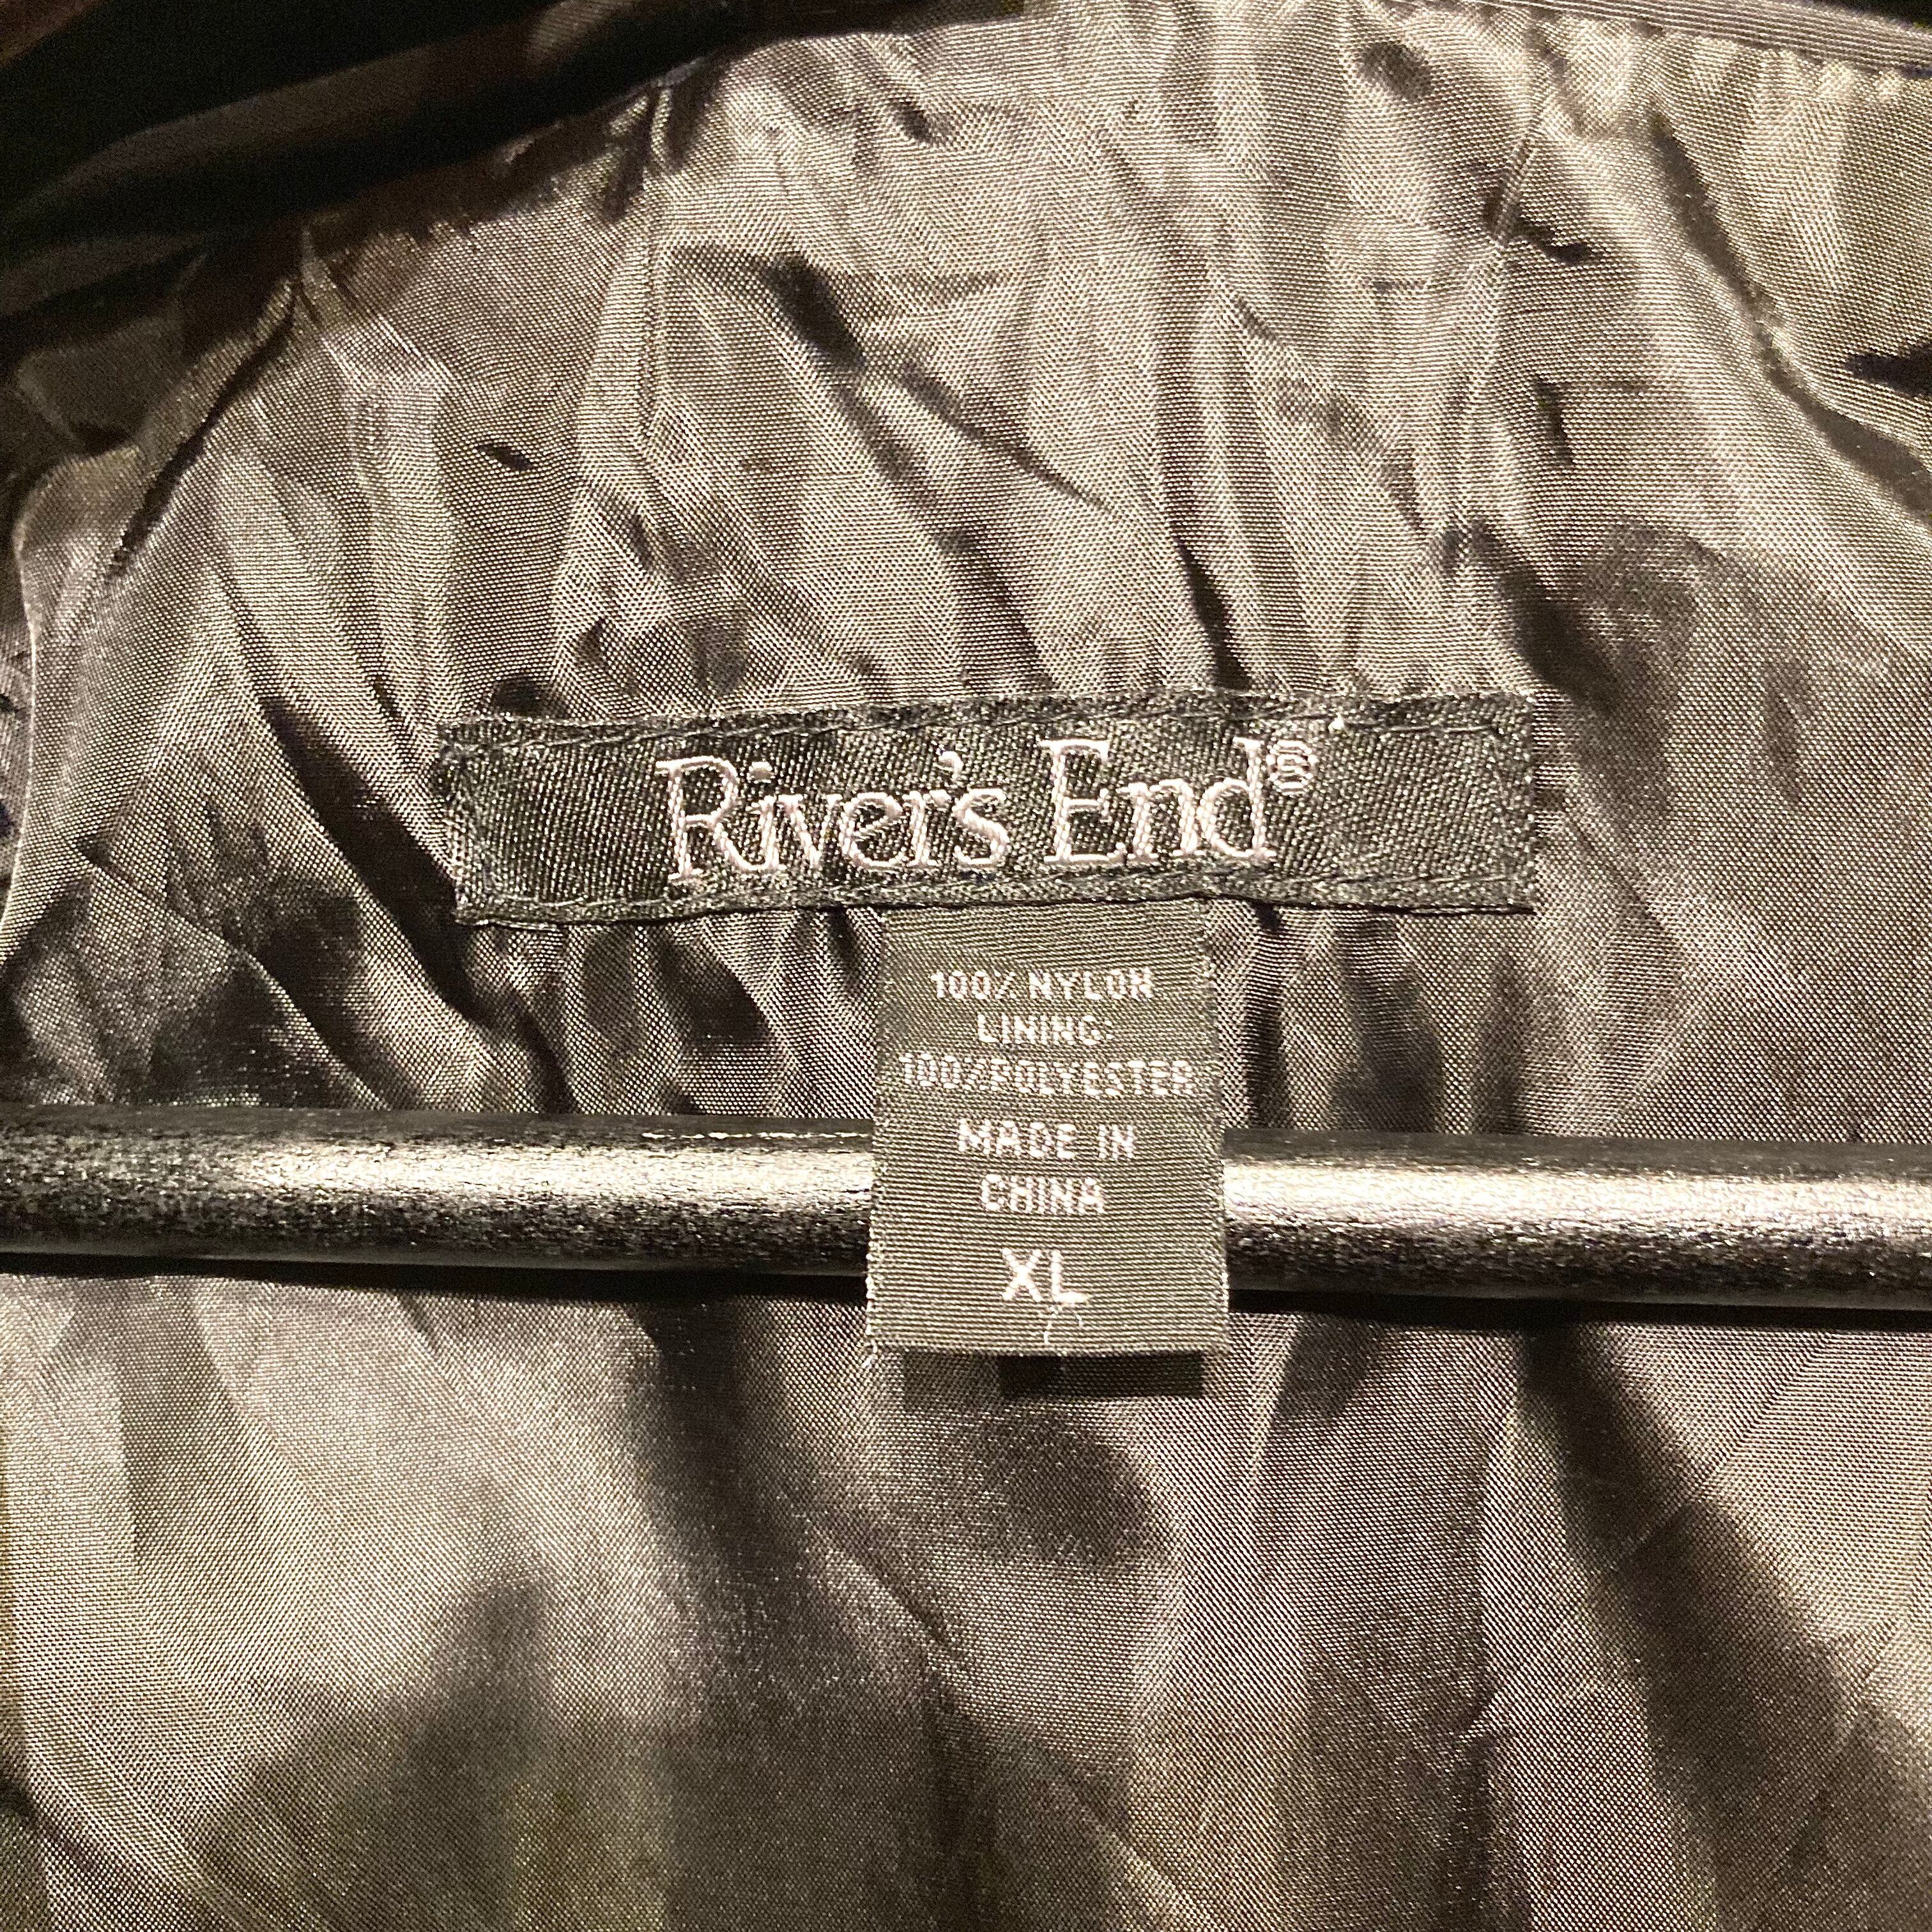 River's End®
100% NYLON
LINING:
100%POLYESTER
MADE IN
CHINA
XL